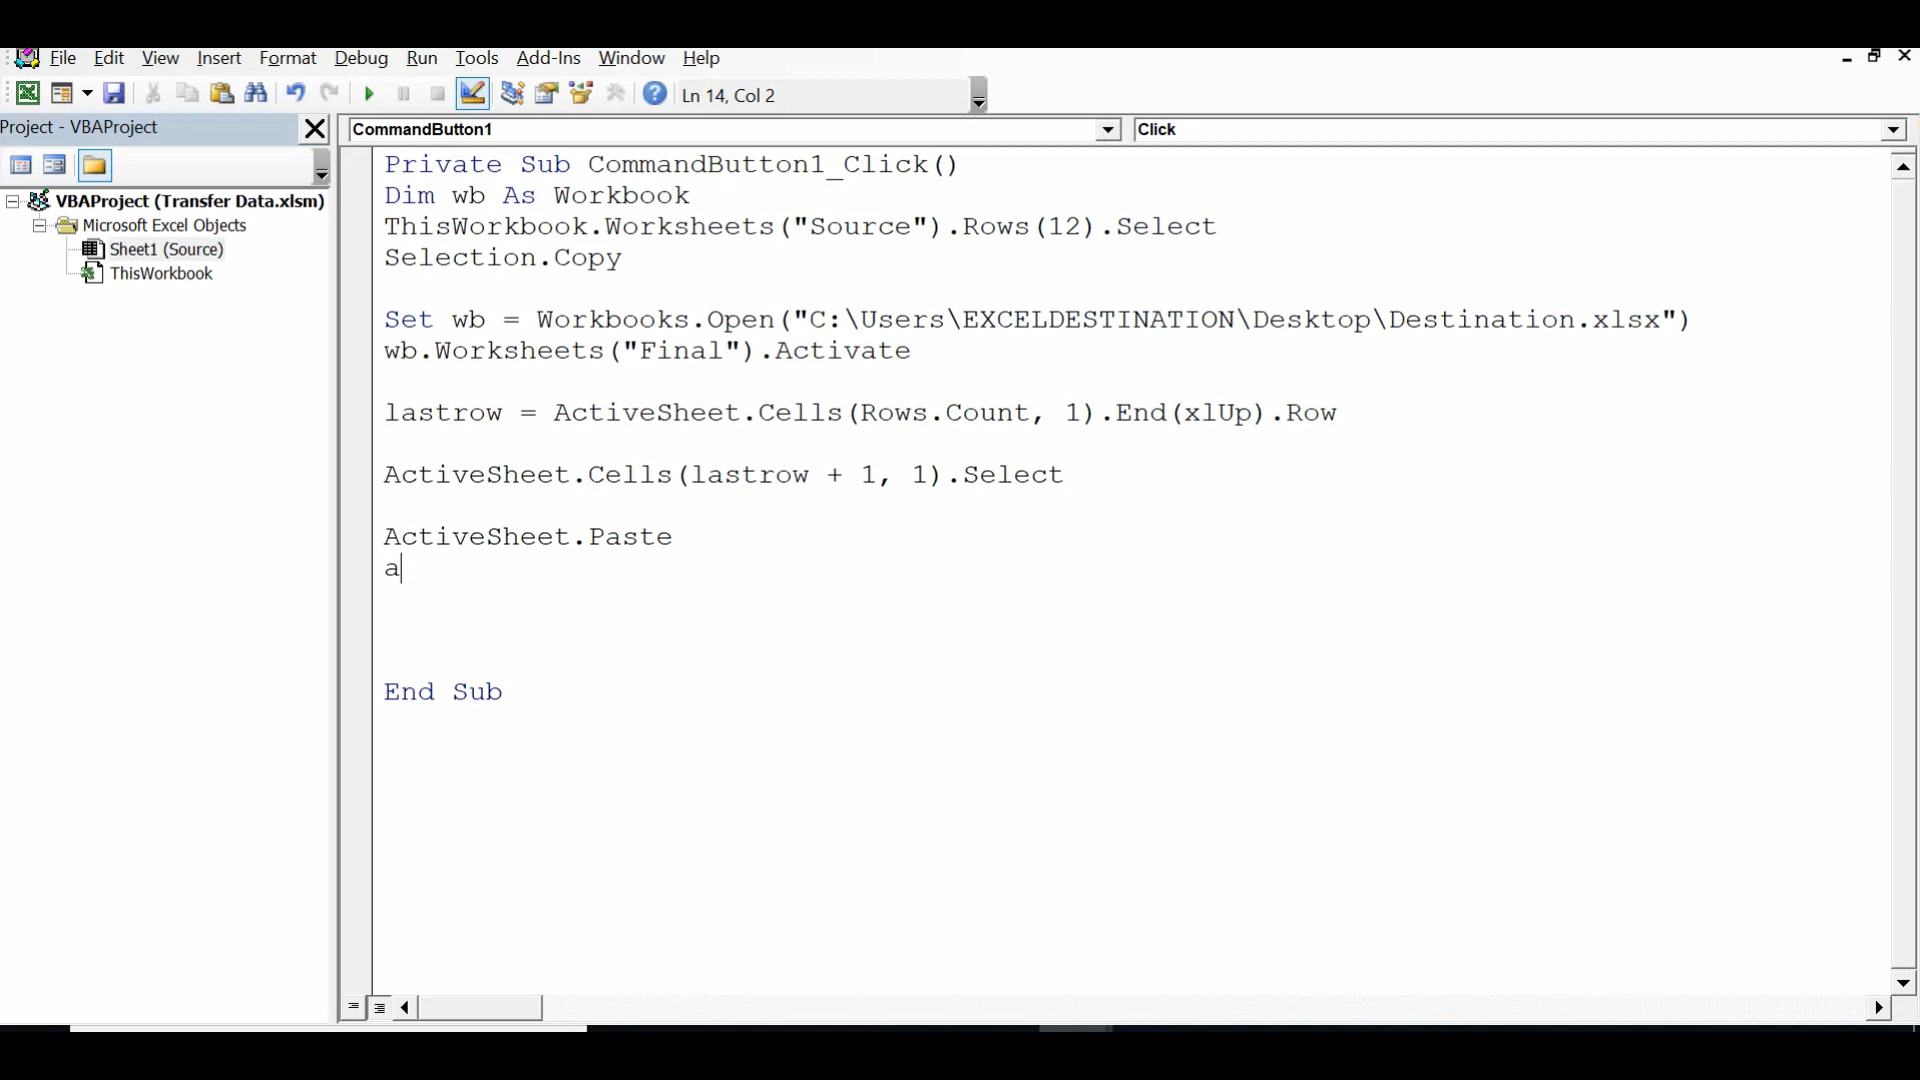 File Edit View Insert Format Debug Run Tools Add-Ins Window Help
Ln 14, Col 2
Project - VBAProject
CommandButton1
Click
VBAProject (Transfer Data.xlsm)
Microsoft Excel Objects
Sheet1 (Source)
ThisWorkbook
Private Sub CommandButton1_Click()
Dim wb As Workbook
ThisWorkbook.Worksheets("Source").Rows(12).Select
Selection.Copy
Set wb = Workbooks.Open("C:\Users\EXCELDESTINATION\Desktop\Destination.xlsx")
wb.Worksheets("Final").Activate
lastrow = ActiveSheet.Cells(Rows.Count, 1).End(xlUp).Row
ActiveSheet.Cells(lastrow + 1, 1).Select
ActiveSheet.Paste
a
End Sub